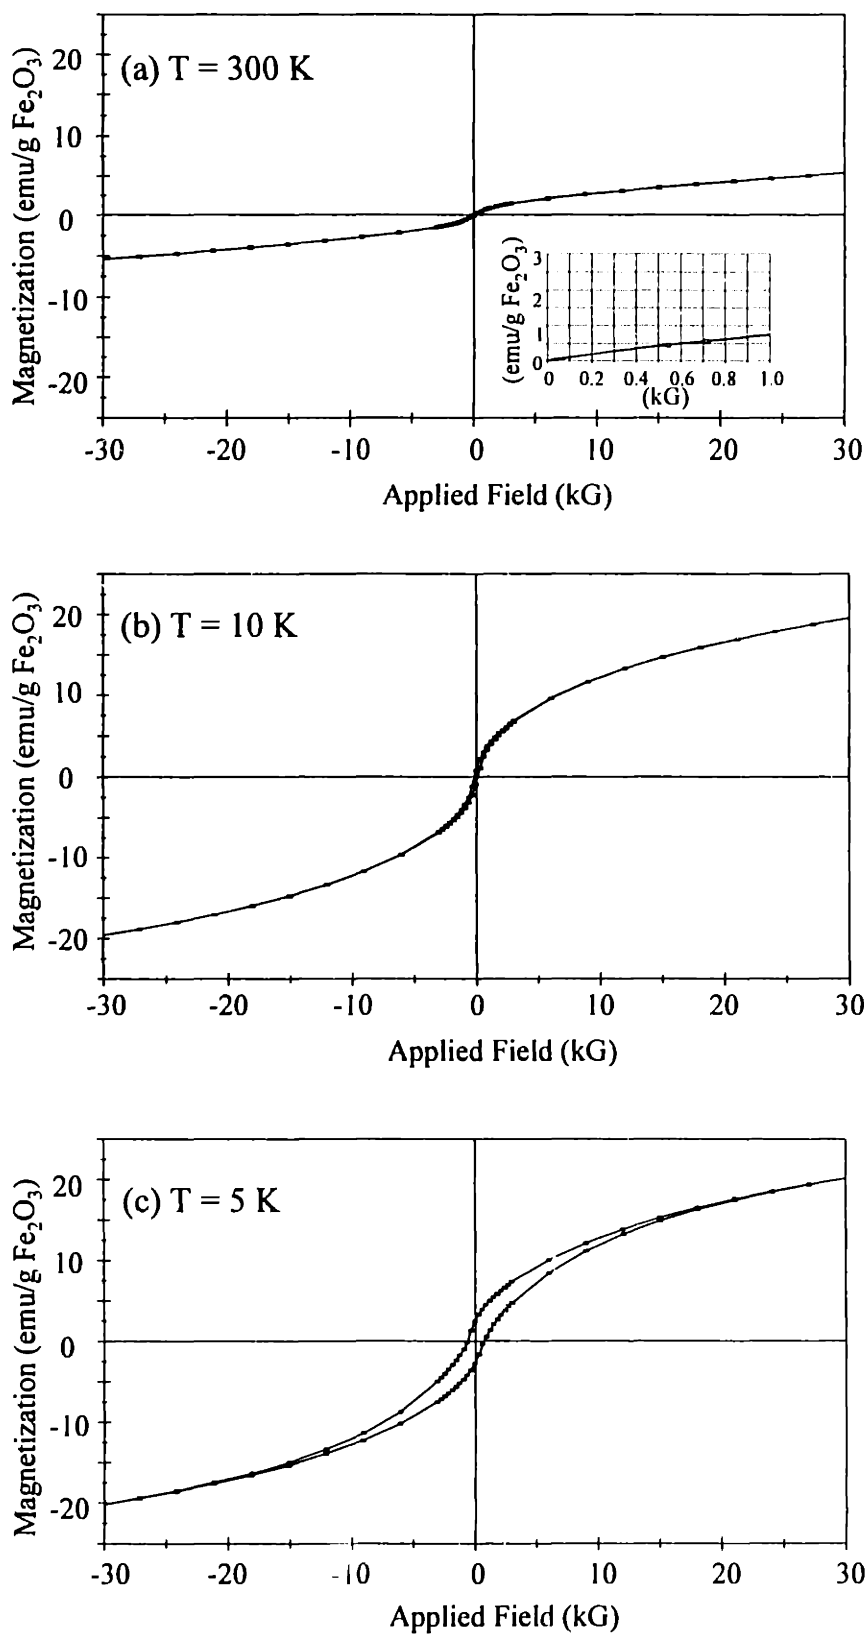 (a) T = 300 K
Magnetization (emu/g Fe₂O₃)
20
10
0
-10
-20
(emu/g Fe₂O₃)
3
2
1
0
0 0.2 0.4 0.6 0.8 1.0
(kG)
-30 -20 -10 0 10 20 30
Applied Field (kG)
(b) T = 10 K
Magnetization (emu/g Fe₂O₃)
20
10
0
-10
-20
-30 -20 -10 0 10 20 30
Applied Field (kG)
(c) T = 5 K
Magnetization (emu/g Fe₂O₃)
20
10
0
-10
-20
-30 -20 -10 0 10 20 30
Applied Field (kG)